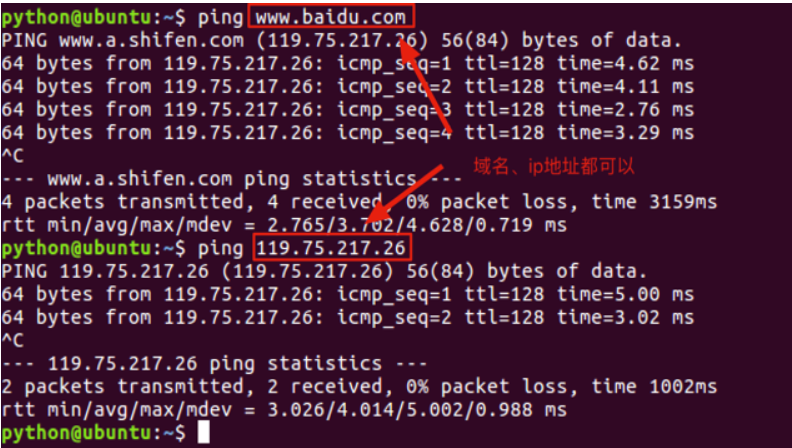 python@ubuntu:~$ ping www.baidu.com
PING www.a.shifen.com (119.75.217.26) 56(84) bytes of data.
64 bytes from 119.75.217.26: icmp_seq=1 ttl=128 time=4.62 ms
64 bytes from 119.75.217.26: icmp_seq=2 ttl=128 time=4.11 ms
64 bytes from 119.75.217.26: icmp_seq=3 ttl=128 time=2.76 ms
64 bytes from 119.75.217.26: icmp_seq=4 ttl=128 time=3.29 ms
^C
域名、ip地址都可以
--- www.a.shifen.com ping statistics ---
4 packets transmitted, 4 received, 0% packet loss, time 3159ms
rtt min/avg/max/mdev = 2.765/3.702/4.628/0.719 ms
python@ubuntu:~$ ping 119.75.217.26
PING 119.75.217.26 (119.75.217.26) 56(84) bytes of data.
64 bytes from 119.75.217.26: icmp_seq=1 ttl=128 time=5.00 ms
64 bytes from 119.75.217.26: icmp_seq=2 ttl=128 time=3.02 ms
^C
--- 119.75.217.26 ping statistics ---
2 packets transmitted, 2 received, 0% packet loss, time 1002ms
rtt min/avg/max/mdev = 3.026/4.014/5.002/0.988 ms
python@ubuntu:~$